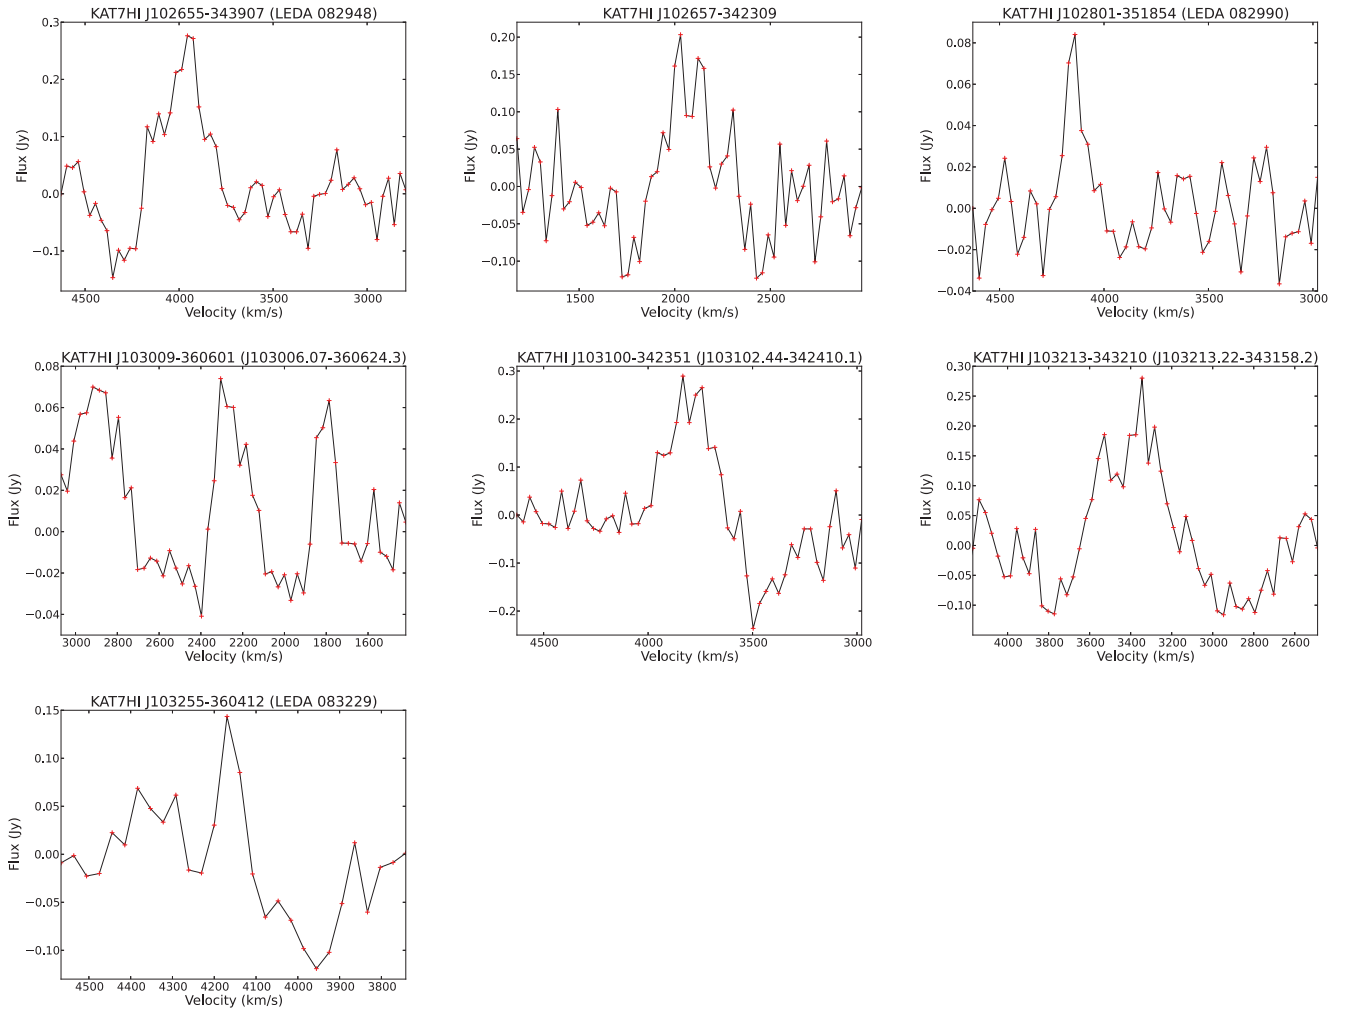 KAT7HI J102655-343907 (LEDA 082948)
0.3
0.2
0.1
0.0
−0.1
Flux (Jy)
4500 4000 3500 3000
Velocity (km/s)
KAT7HI J102657-342309
0.20
0.15
0.10
0.05
0.00
−0.05
−0.10
Flux (Jy)
1500 2000 2500
Velocity (km/s)
KAT7HI J102801-351854 (LEDA 082990)
0.08
0.06
0.04
0.02
0.00
−0.02
−0.04
Flux (Jy)
4500 4000 3500 3000
Velocity (km/s)
KAT7HI J103009-360601 (J103006.07-360624.3)
0.08
0.06
0.04
0.02
0.00
−0.02
−0.04
Flux (Jy)
3000 2800 2600 2400 2200 2000 1800 1600
Velocity (km/s)
KAT7HI J103100-342351 (J103102.44-342410.1)
0.3
0.2
0.1
0.0
−0.1
−0.2
Flux (Jy)
4500 4000 3500 3000
Velocity (km/s)
KAT7HI J103213-343210 (J103213.22-343158.2)
0.30
0.25
0.20
0.15
0.10
0.05
0.00
−0.05
−0.10
Flux (Jy)
4000 3800 3600 3400 3200 3000 2800 2600
Velocity (km/s)
KAT7HI J103255-360412 (LEDA 083229)
0.15
0.10
0.05
0.00
−0.05
−0.10
Flux (Jy)
4500 4400 4300 4200 4100 4000 3900 3800
Velocity (km/s)